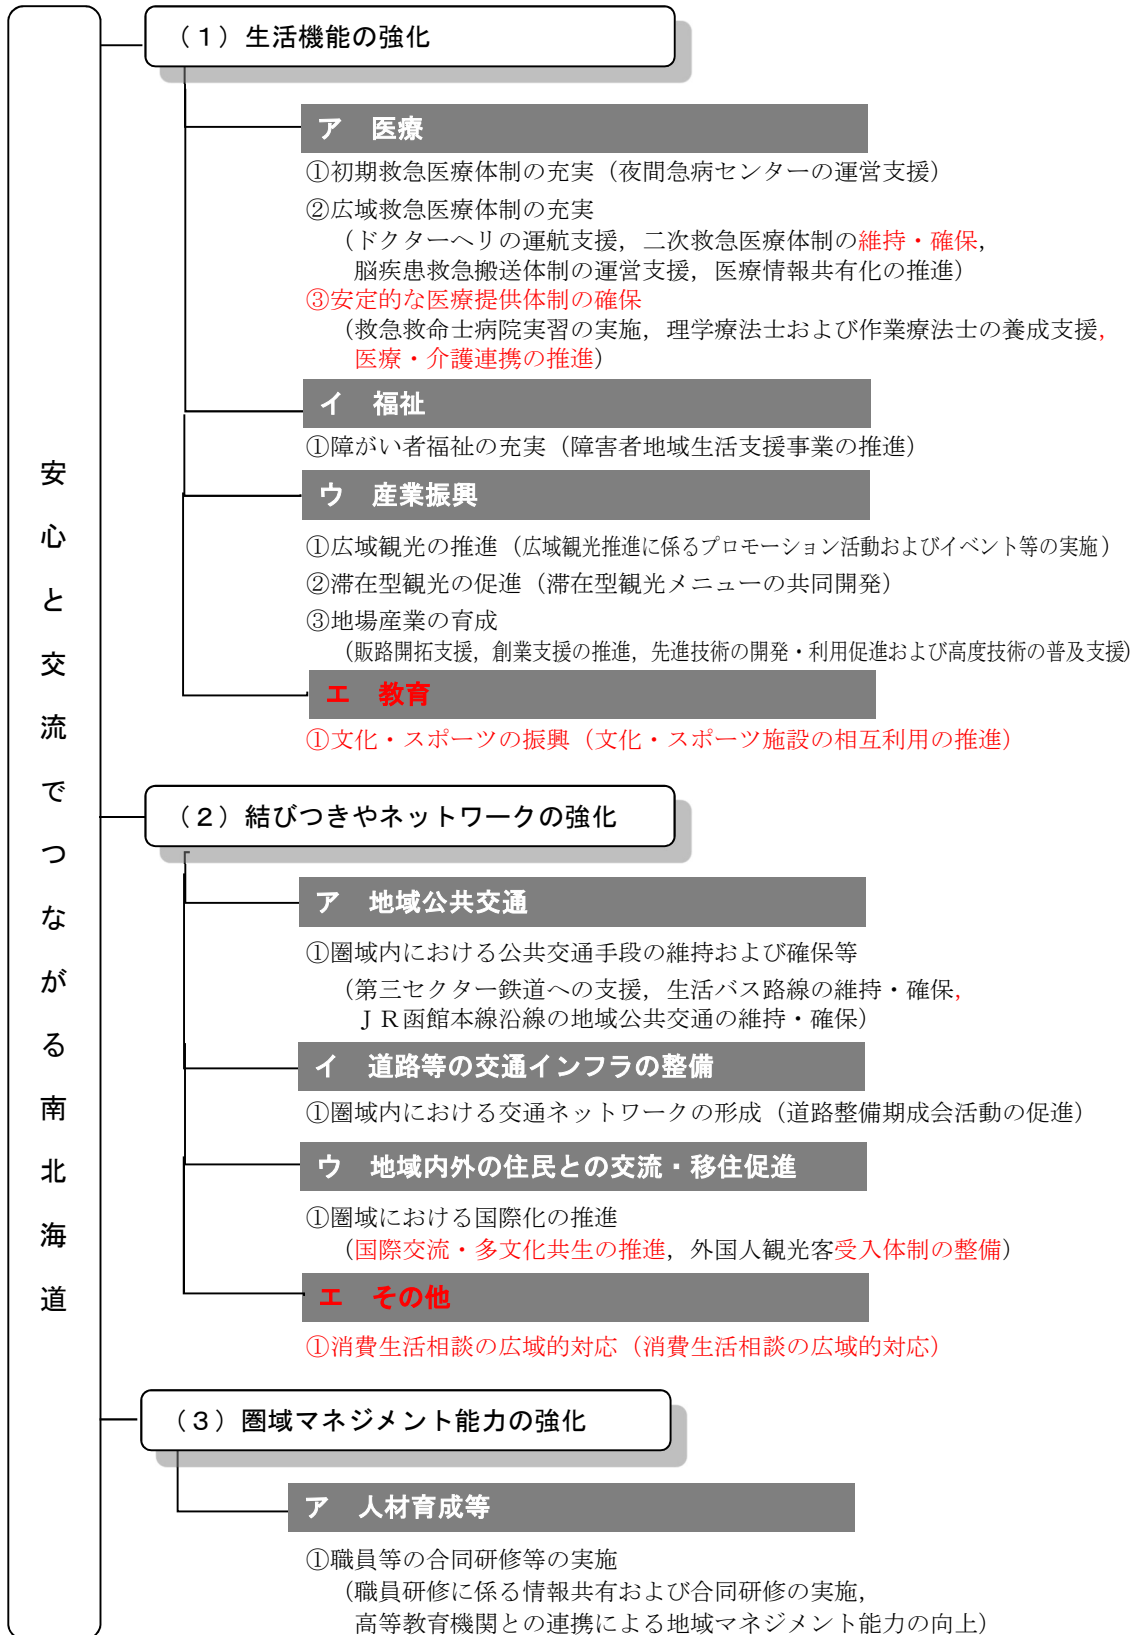 安心と交流でつながる南北海道
（１）生活機能の強化
ア　医療
①初期救急医療体制の充実（夜間急病センターの運営支援）
②広域救急医療体制の充実
（ドクターヘリの運航支援，二次救急医療体制の維持・確保，
脳疾患救急搬送体制の運営支援，医療情報共有化の推進）
③安定的な医療提供体制の確保
（救急救命士病院実習の実施，理学療法士および作業療法士の養成支援，
医療・介護連携の推進）
イ　福祉
①障がい者福祉の充実（障害者地域生活支援事業の推進）
ウ　産業振興
①広域観光の推進（広域観光推進に係るプロモーション活動およびイベント等の実施）
②滞在型観光の促進（滞在型観光メニューの共同開発）
③地場産業の育成
（販路開拓支援，創業支援の推進，先進技術の開発・利用促進および高度技術の普及支援）
エ　教育
①文化・スポーツの振興（文化・スポーツ施設の相互利用の推進）
（２）結びつきやネットワークの強化
ア　地域公共交通
①圏域内における公共交通手段の維持および確保等
（第三セクター鉄道への支援，生活バス路線の維持・確保，
ＪＲ函館本線沿線の地域公共交通の維持・確保）
イ　道路等の交通インフラの整備
①圏域内における交通ネットワークの形成（道路整備期成会活動の促進）
ウ　地域内外の住民との交流・移住促進
①圏域における国際化の推進
（国際交流・多文化共生の推進，外国人観光客受入体制の整備）
エ　その他
①消費生活相談の広域的対応（消費生活相談の広域的対応）
（３）圏域マネジメント能力の強化
ア　人材育成等
①職員等の合同研修等の実施
（職員研修に係る情報共有および合同研修の実施，
高等教育機関との連携による地域マネジメント能力の向上）